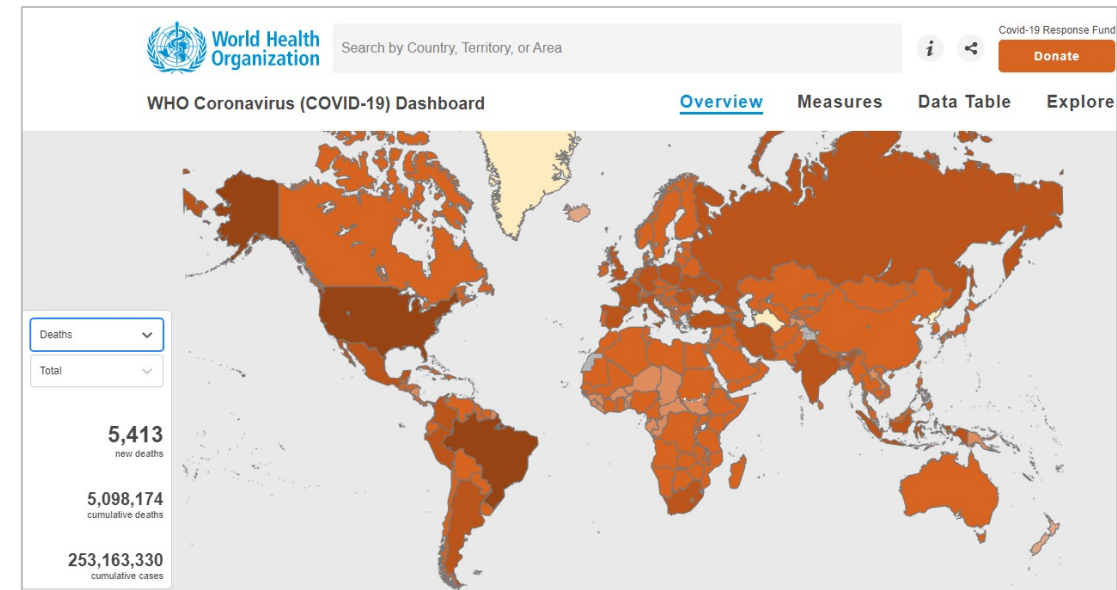 World Health
Organization
Search by Country, Territory, or Area
i
Covid-19 Response Fund
Donate
WHO Coronavirus (COVID-19) Dashboard
Overview Measures Data Table Explore
Deaths
Total
5,413
new deaths
5,098,174
cumulative deaths
253,163,330
cumulative cases